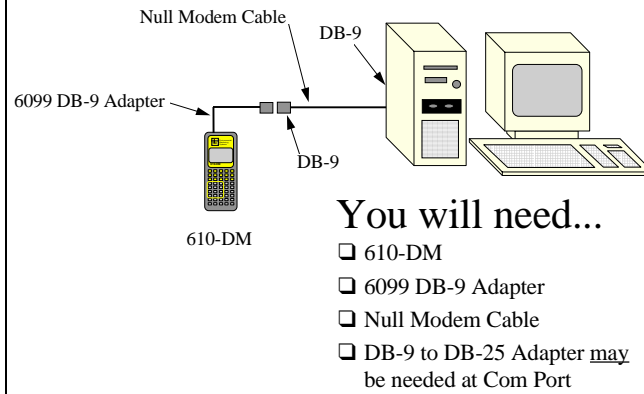 Null Modem Cable
DB-9
6099 DB-9 Adapter
DB-9
610-DM
You will need...
❑ 610-DM
❑ 6099 DB-9 Adapter
❑ Null Modem Cable
❑ DB-9 to DB-25 Adapter may
be needed at Com Port